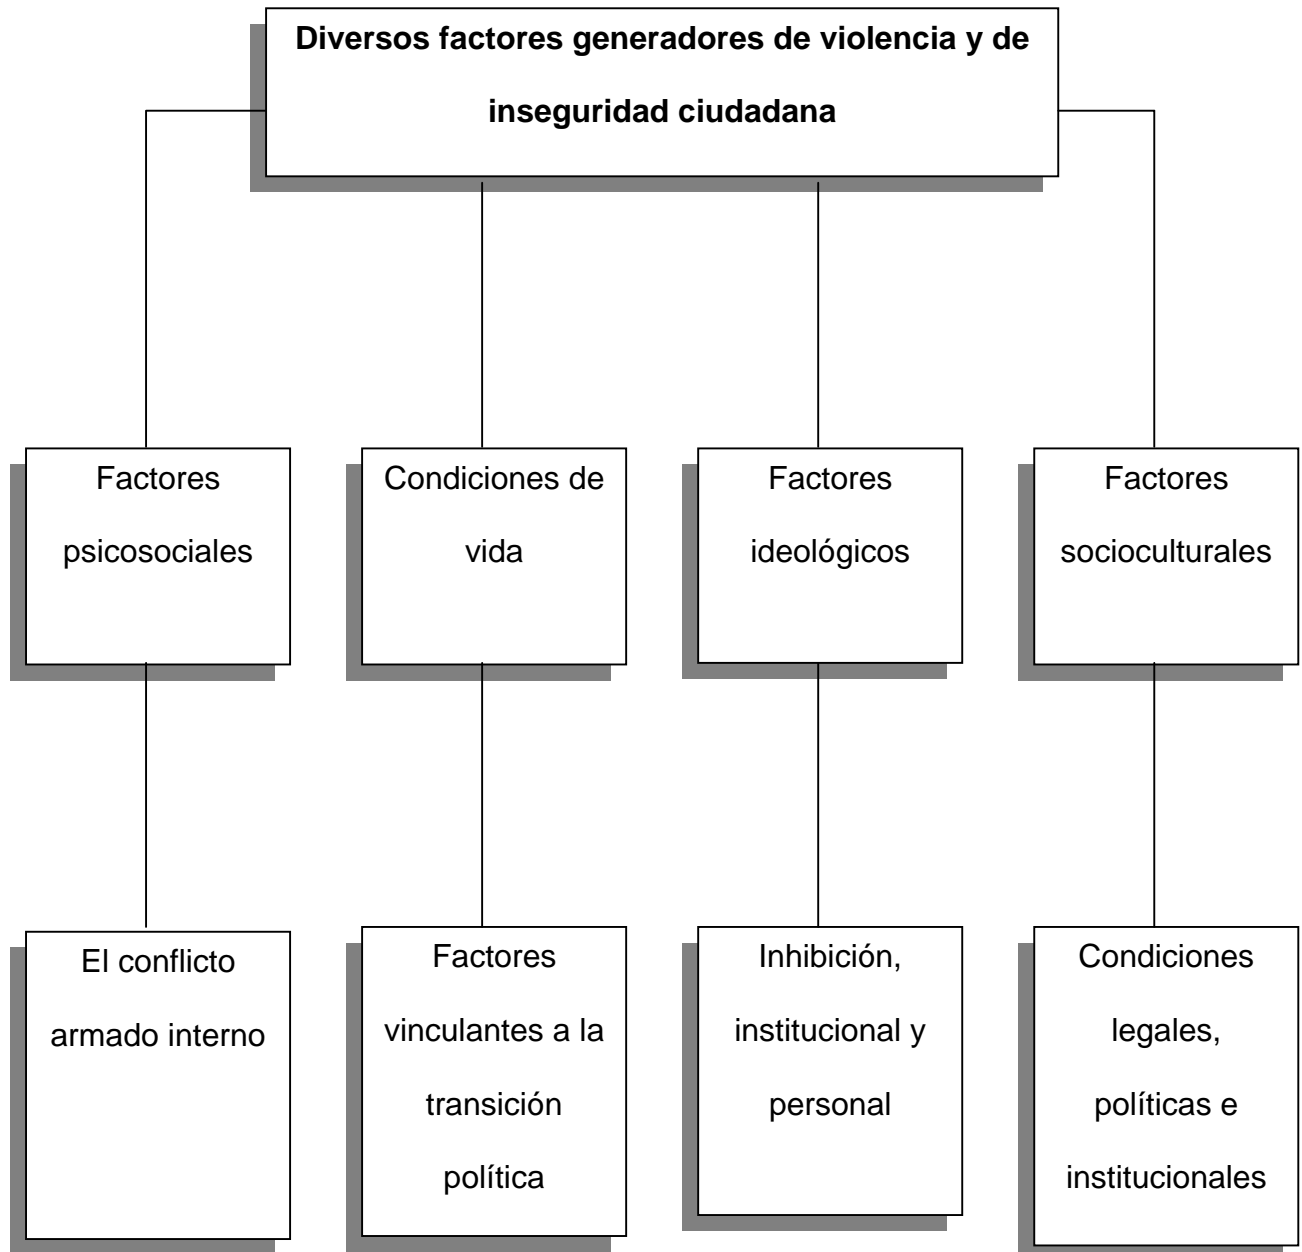 Diversos factores generadores de violencia y de
inseguridad ciudadana
Factores
psicosociales
Condiciones de
vida
Factores
ideológicos
Factores
socioculturales
El conflicto
armado interno
Factores
vinculantes a la
transición
política
Inhibición,
institucional y
personal
Condiciones
legales,
políticas e
institucionales